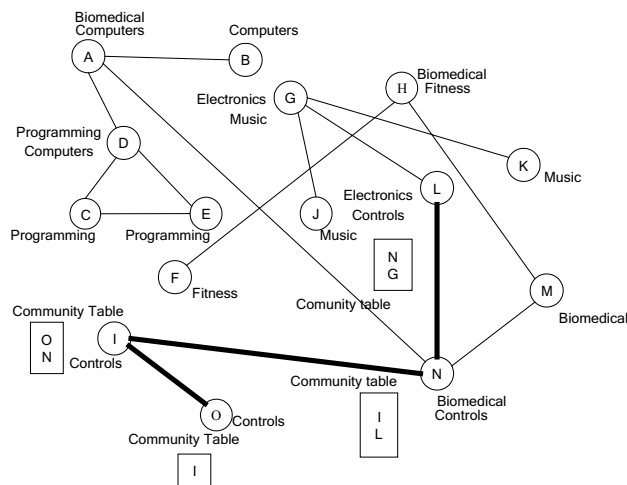 Biomedical
Computers
A
Computers
B
Biomedical
Fitness
H
Electronics
Music
G
Programming
Computers
D
K
Music
Electronics
Controls
L
C
E
J
Programming
Programming
Music
N
G
Comunity table
F
Fitness
M
Biomedical
Community Table
O
N
I
Controls
N
Community table
Biomedical
Controls
I
L
O
Controls
Community Table
I